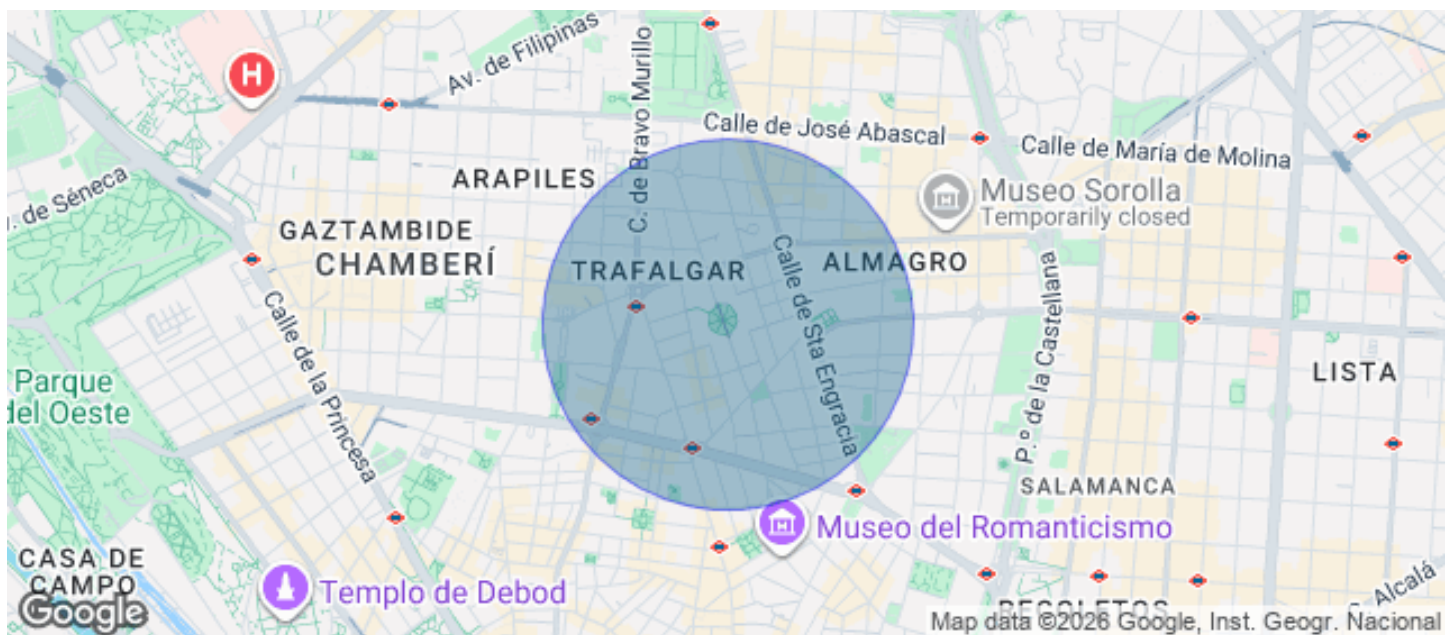 Av. de Filipinas
C. de Bravo Murillo
Calle de José Abascal
Calle de María de Molina
ARAPILES
Museo Sorolla
Temporarily closed
de Séneca
GAZTAMBIDE
CHAMBERÍ
TRAFALGAR
ALMAGRO
Calle de Sta Engracia
P.º de la Castellana
Calle de la Princesa
Parque
del Oeste
LISTA
SALAMANCA
Museo del Romanticismo
CASA DE
CAMPO
Templo de Debod
C. Alcalá
RECOLETOS
Google
Map data ©2026 Google, Inst. Geogr. Nacional
H